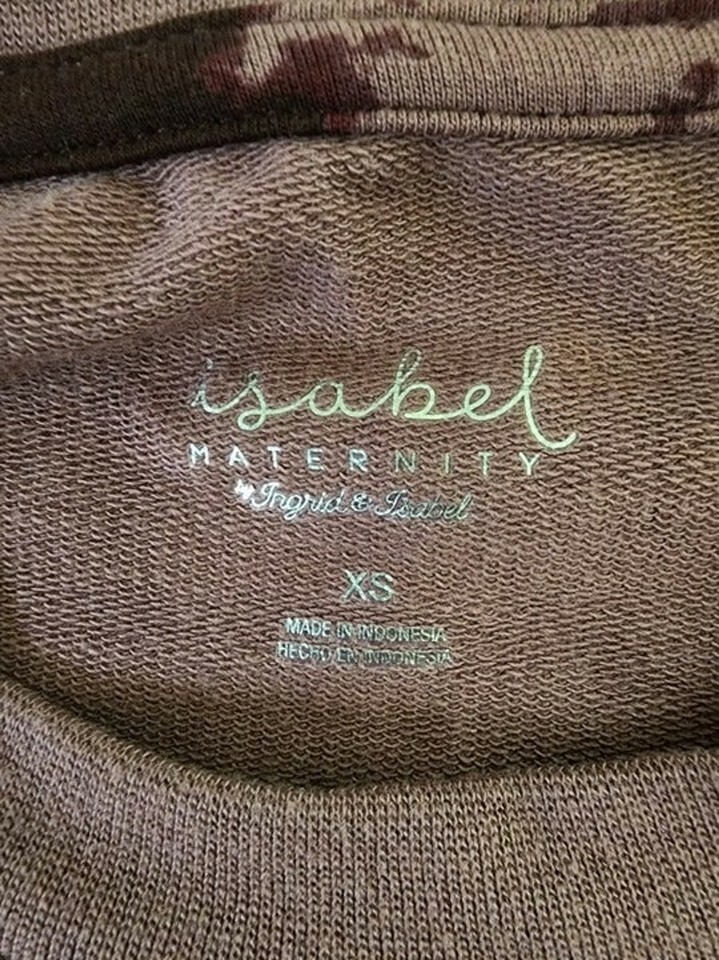 isabel
MATERNITY
by Ingrid & Isabel
XS
MADE IN INDONESIA
HECHO EN INDONESIA